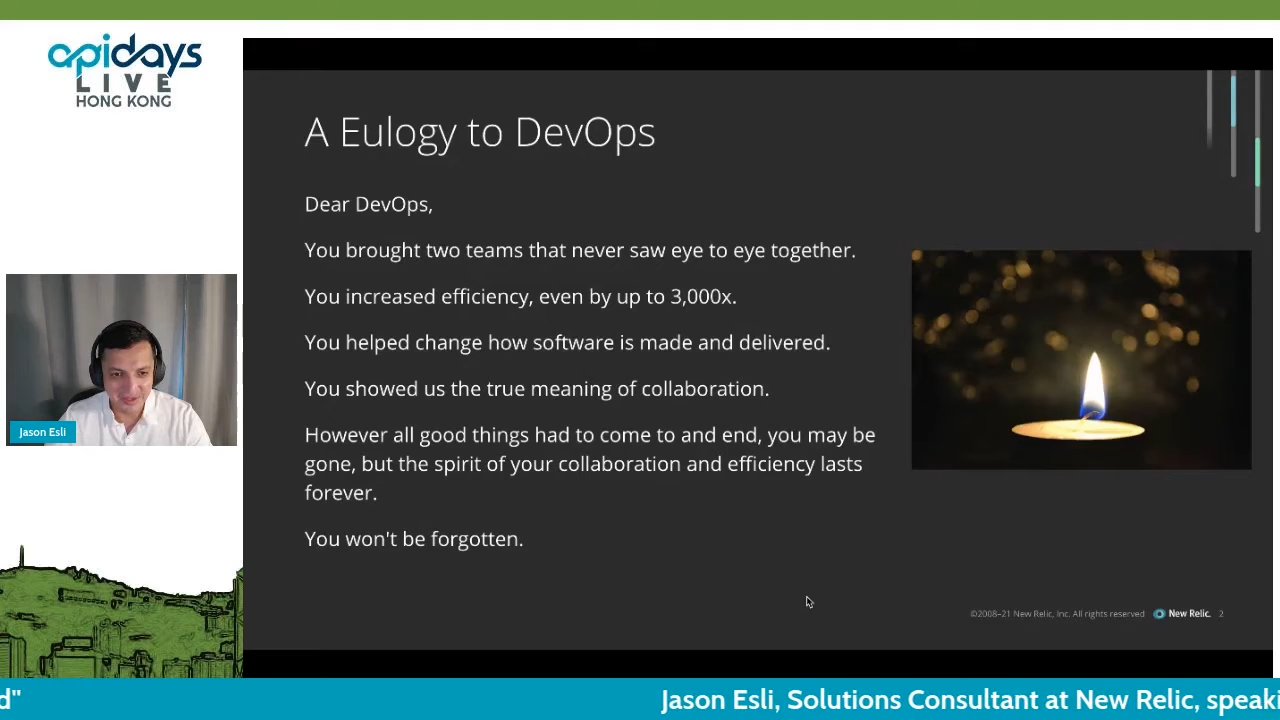 apidays
LIVE
HONG KONG
A Eulogy to DevOps
Dear DevOps,
You brought two teams that never saw eye to eye together.
You increased efficiency, even by up to 3,000x.
You helped change how software is made and delivered.
You showed us the true meaning of collaboration.
However all good things had to come to and end, you may be
gone, but the spirit of your collaboration and efficiency lasts
forever.
You won't be forgotten.
Jason Esli
©2008–21 New Relic, Inc. All rights reserved New Relic. 2
d" Jason Esli, Solutions Consultant at New Relic, speaki